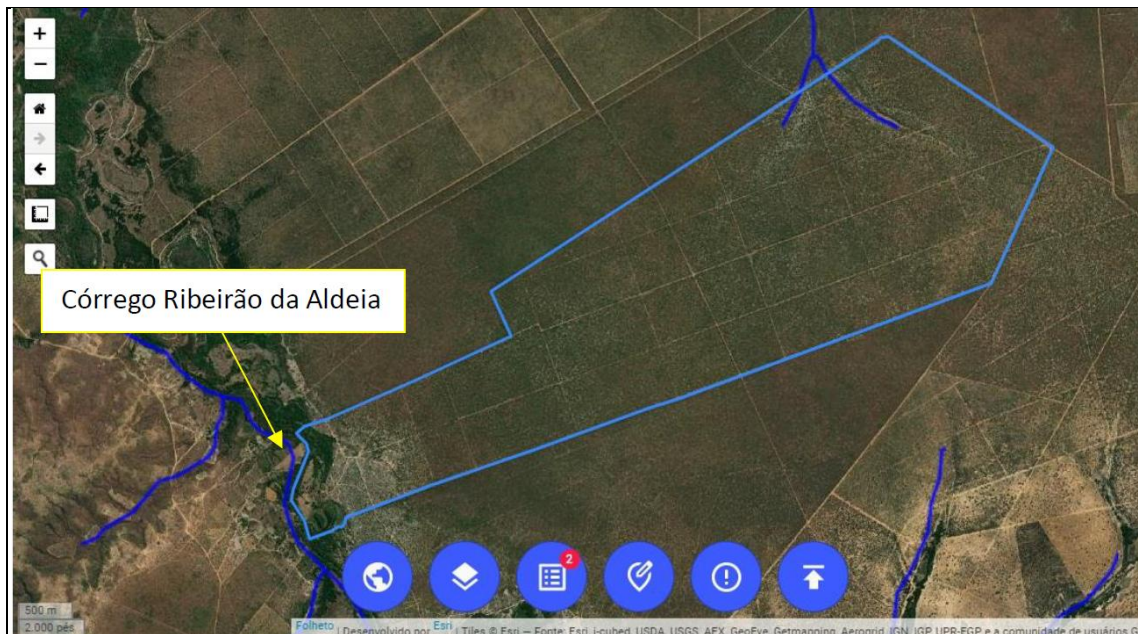 +
−
Córrego Ribeirão da Aldeia
2
500 m
2.000 pés
Folheto | Desenvolvido por Esri | Tiles © Esri — Fonte: Esri, i-cubed, USDA, USGS, AEX, GeoEye, Getmapping, Aerogrid, IGN, IGP, UPR-EGP e a comunidade de usuários